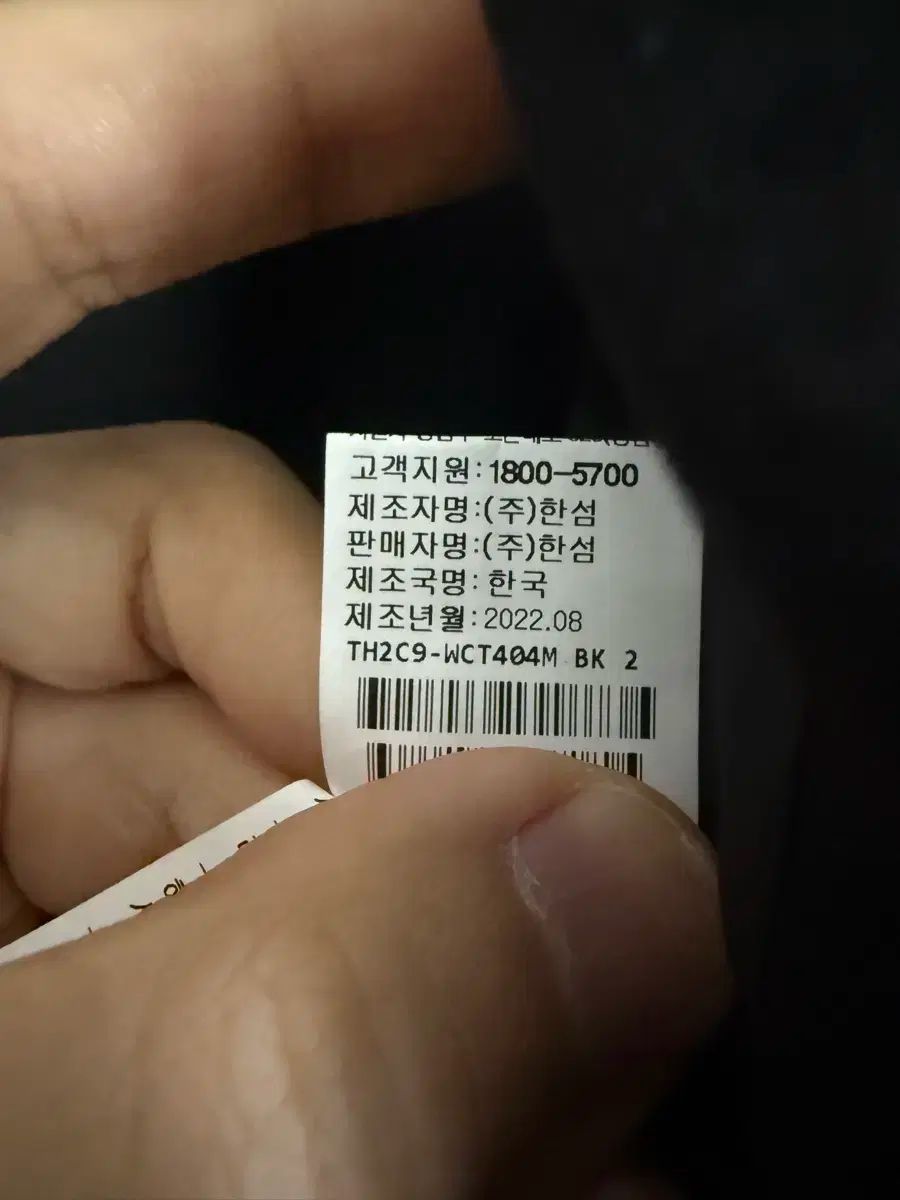 고객지원:1800-5700
제조자명:(주)한섬
판매자명:(주)한섬
제조국명: 한국
제조년월:2022.08
TH2C9-WCT404M BK 2